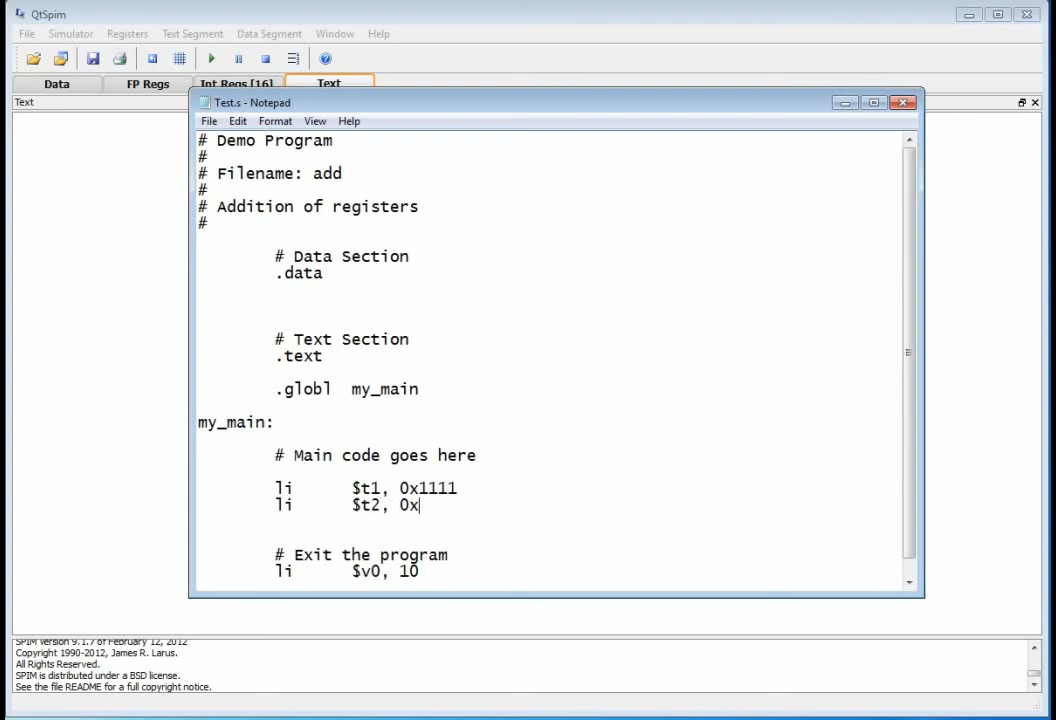 QtSpim
File Simulator Registers Text Segment Data Segment Window Help
Data FP Regs Int Regs [16] Text
Text
Test.s - Notepad
File Edit Format View Help
# Demo Program
#
# Filename: add
#
# Addition of registers
#
# Data Section
.data
# Text Section
.text
.globl my_main
my_main:
# Main code goes here
li $t1, 0x1111
li $t2, 0x
# Exit the program
li $v0, 10
SPIM Version 9.1.7 of February 12, 2012
Copyright 1990-2012, James R. Larus.
All Rights Reserved.
SPIM is distributed under a BSD license.
See the file README for a full copyright notice.